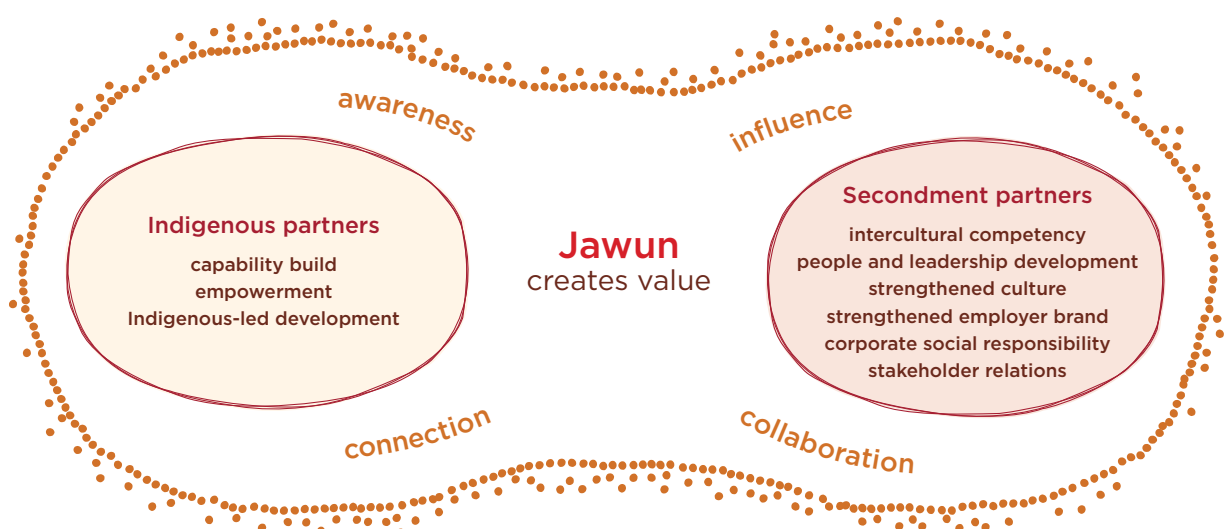 awareness
influence
Indigenous partners
capability build
empowerment
Indigenous-led development
Jawun
creates value
Secondment partners
intercultural competency
people and leadership development
strengthened culture
strengthened employer brand
corporate social responsibility
stakeholder relations
connection
collaboration